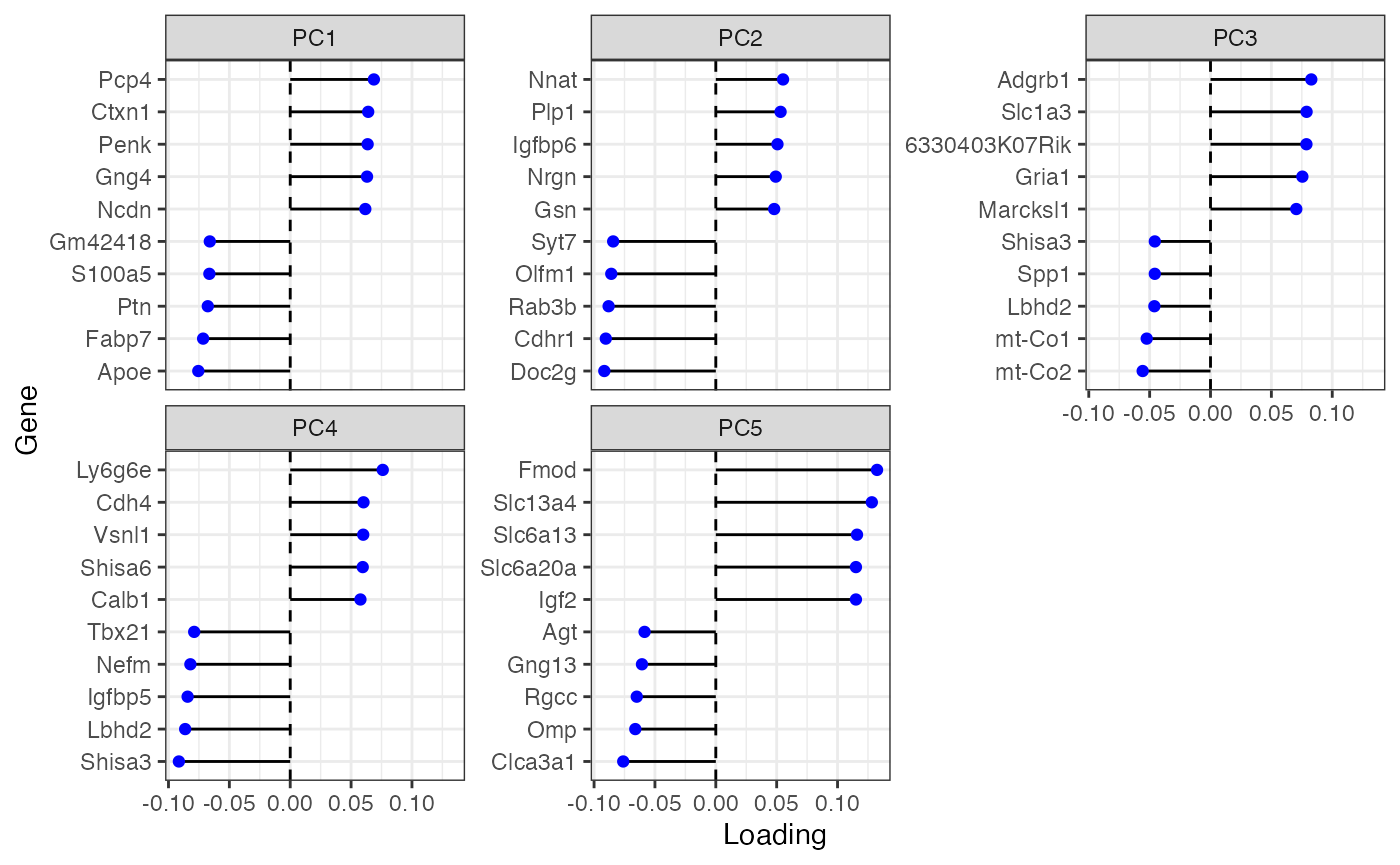 PC1
Pcp4
Ctxn1
Penk
Gng4
Ncdn
Gm42418
S100a5
Ptn
Fabp7
Apoe
PC2
Nnat
Plp1
Igfbp6
Nrgn
Gsn
Syt7
Olfm1
Rab3b
Cdhr1
Doc2g
PC3
Adgrb1
Slc1a3
6330403K07Rik
Gria1
Marcksl1
Shisa3
Spp1
Lbhd2
mt-Co1
mt-Co2
-0.10 -0.05 0.00 0.05 0.10
Gene
PC4
Ly6g6e
Cdh4
Vsnl1
Shisa6
Calb1
Tbx21
Nefm
Igfbp5
Lbhd2
Shisa3
-0.10 -0.05 0.00 0.05 0.10
PC5
Fmod
Slc13a4
Slc6a13
Slc6a20a
Igf2
Agt
Gng13
Rgcc
Omp
Clca3a1
-0.10 -0.05 0.00 0.05 0.10
Loading